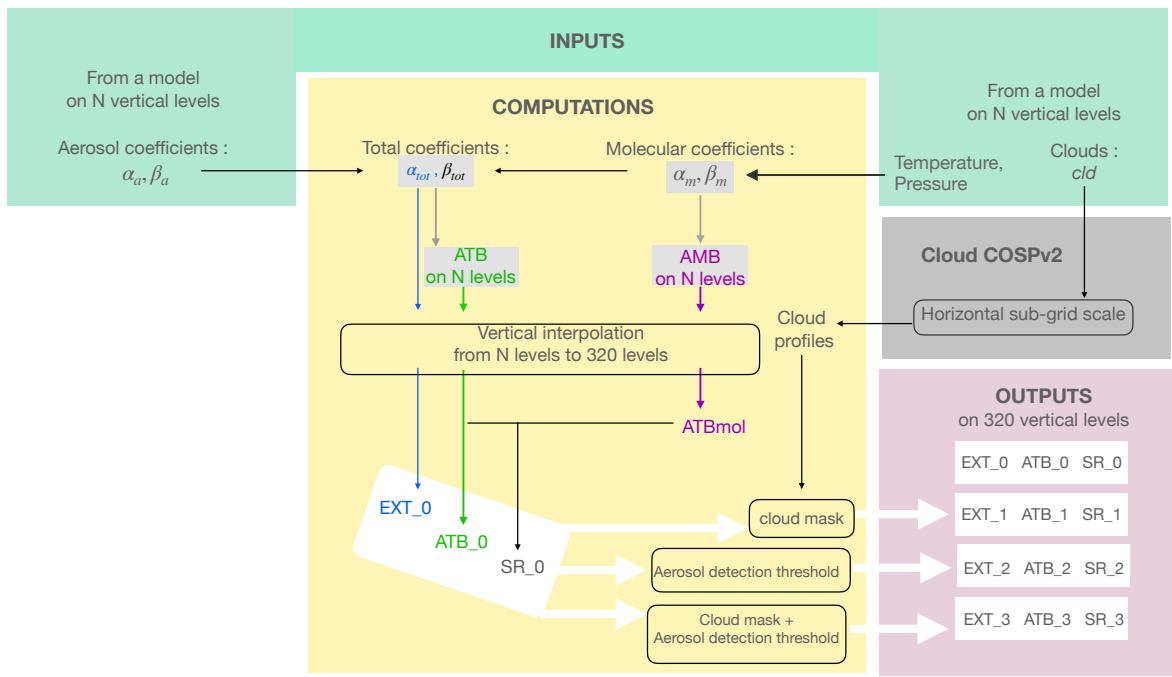 INPUTS
From a model
on N vertical levels
Aerosol coefficients :
αa, βa
COMPUTATIONS
Total coefficients :
αtot , βtot
Molecular coefficients :
αm, βm
From a model
on N vertical levels
Temperature,
Pressure
Clouds :
cld
ATB
on N levels
AMB
on N levels
Cloud COSPv2
Horizontal sub-grid scale
Vertical interpolation
from N levels to 320 levels
Cloud
profiles
ATBmol
EXT_0
ATB_0
SR_0
cloud mask
Aerosol detection threshold
Cloud mask +
Aerosol detection threshold
OUTPUTS
on 320 vertical levels
EXT_0 ATB_0 SR_0
EXT_1 ATB_1 SR_1
EXT_2 ATB_2 SR_2
EXT_3 ATB_3 SR_3